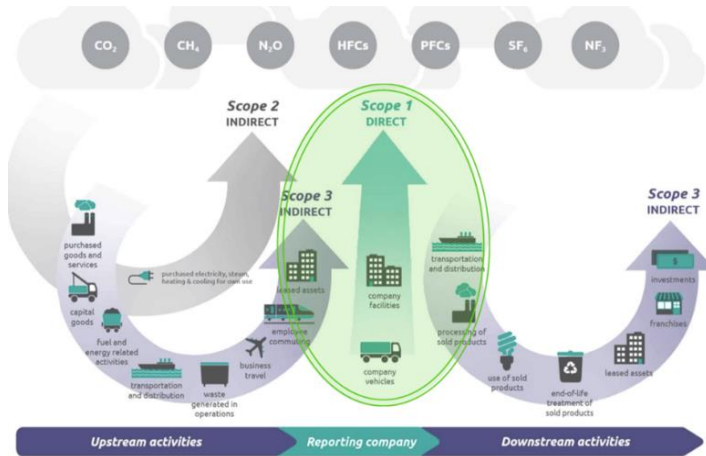 CO₂
CH₄
N₂O
HFCs
PFCs
SF₆
NF₃
Scope 2
INDIRECT
Scope 1
DIRECT
Scope 3
INDIRECT
Scope 3
INDIRECT
purchased
goods and
services
capital
goods
fuel and
energy related
activities
transportation
and distribution
waste
generated in
operations
business
travel
employee
commuting
leased assets
purchased electricity, steam,
heating & cooling for own use
company
facilities
company
vehicles
transportation
and distribution
processing of
sold products
use of sold
products
end-of-life
treatment of
sold products
leased assets
franchises
investments
$
Upstream activities
Reporting company
Downstream activities